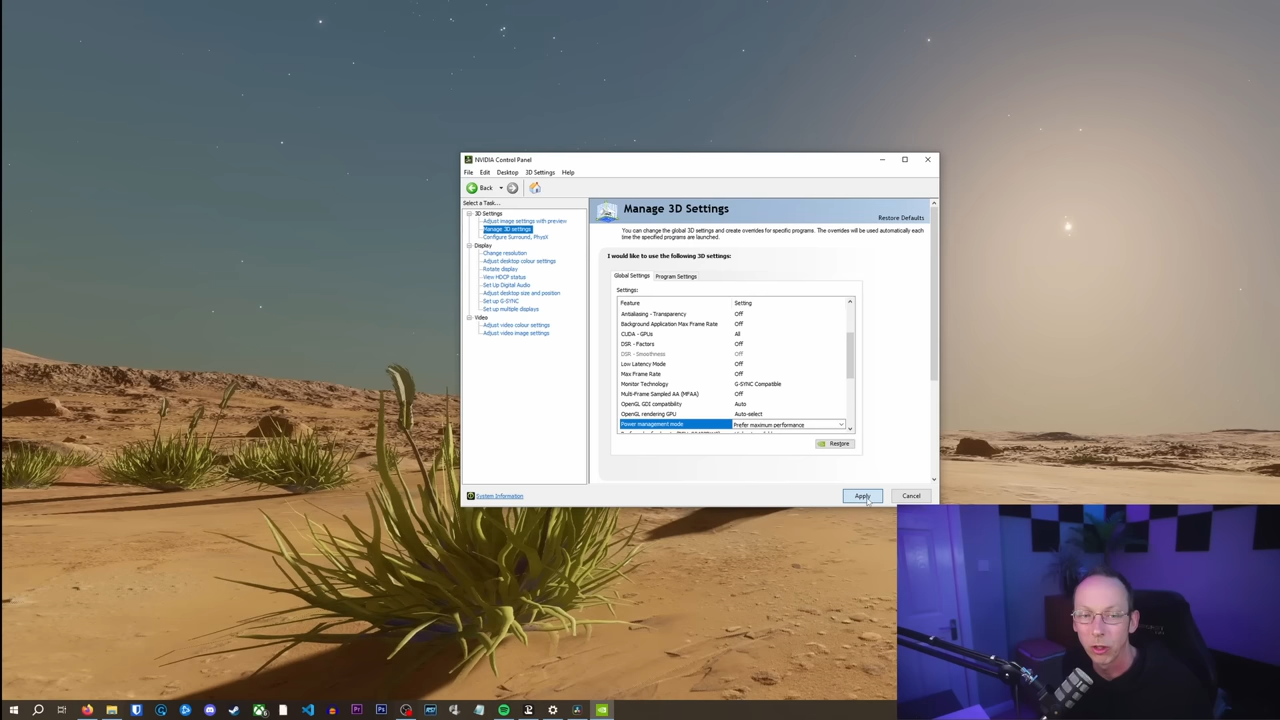 NVIDIA Control Panel
File Edit Desktop 3D Settings Help
Back
Select a Task...
3D Settings
Adjust image settings with preview
Manage 3D settings
Configure Surround, PhysX
Display
Change resolution
Adjust desktop colour settings
Rotate display
View HDCP status
Set Up Digital Audio
Adjust desktop size and position
Set up G-SYNC
Set up multiple displays
Video
Adjust video colour settings
Adjust video image settings
System Information
Manage 3D Settings
Restore Defaults
You can change the global 3D settings and create overrides for specific programs. The overrides will be used automatically each
time the specified programs are launched.
I would like to use the following 3D settings:
Global Settings Program Settings
Settings:
Feature Setting
Antialiasing - Transparency Off
Background Application Max Frame Rate Off
CUDA - GPUs All
DSR - Factors Off
DSR - Smoothness Off
Low Latency Mode Off
Max Frame Rate Off
Monitor Technology G-SYNC Compatible
Multi-Frame Sampled AA (MFAA) Off
OpenGL GDI compatibility Auto
OpenGL rendering GPU Auto-select
Power management mode Prefer maximum performance
Restore
Apply Cancel